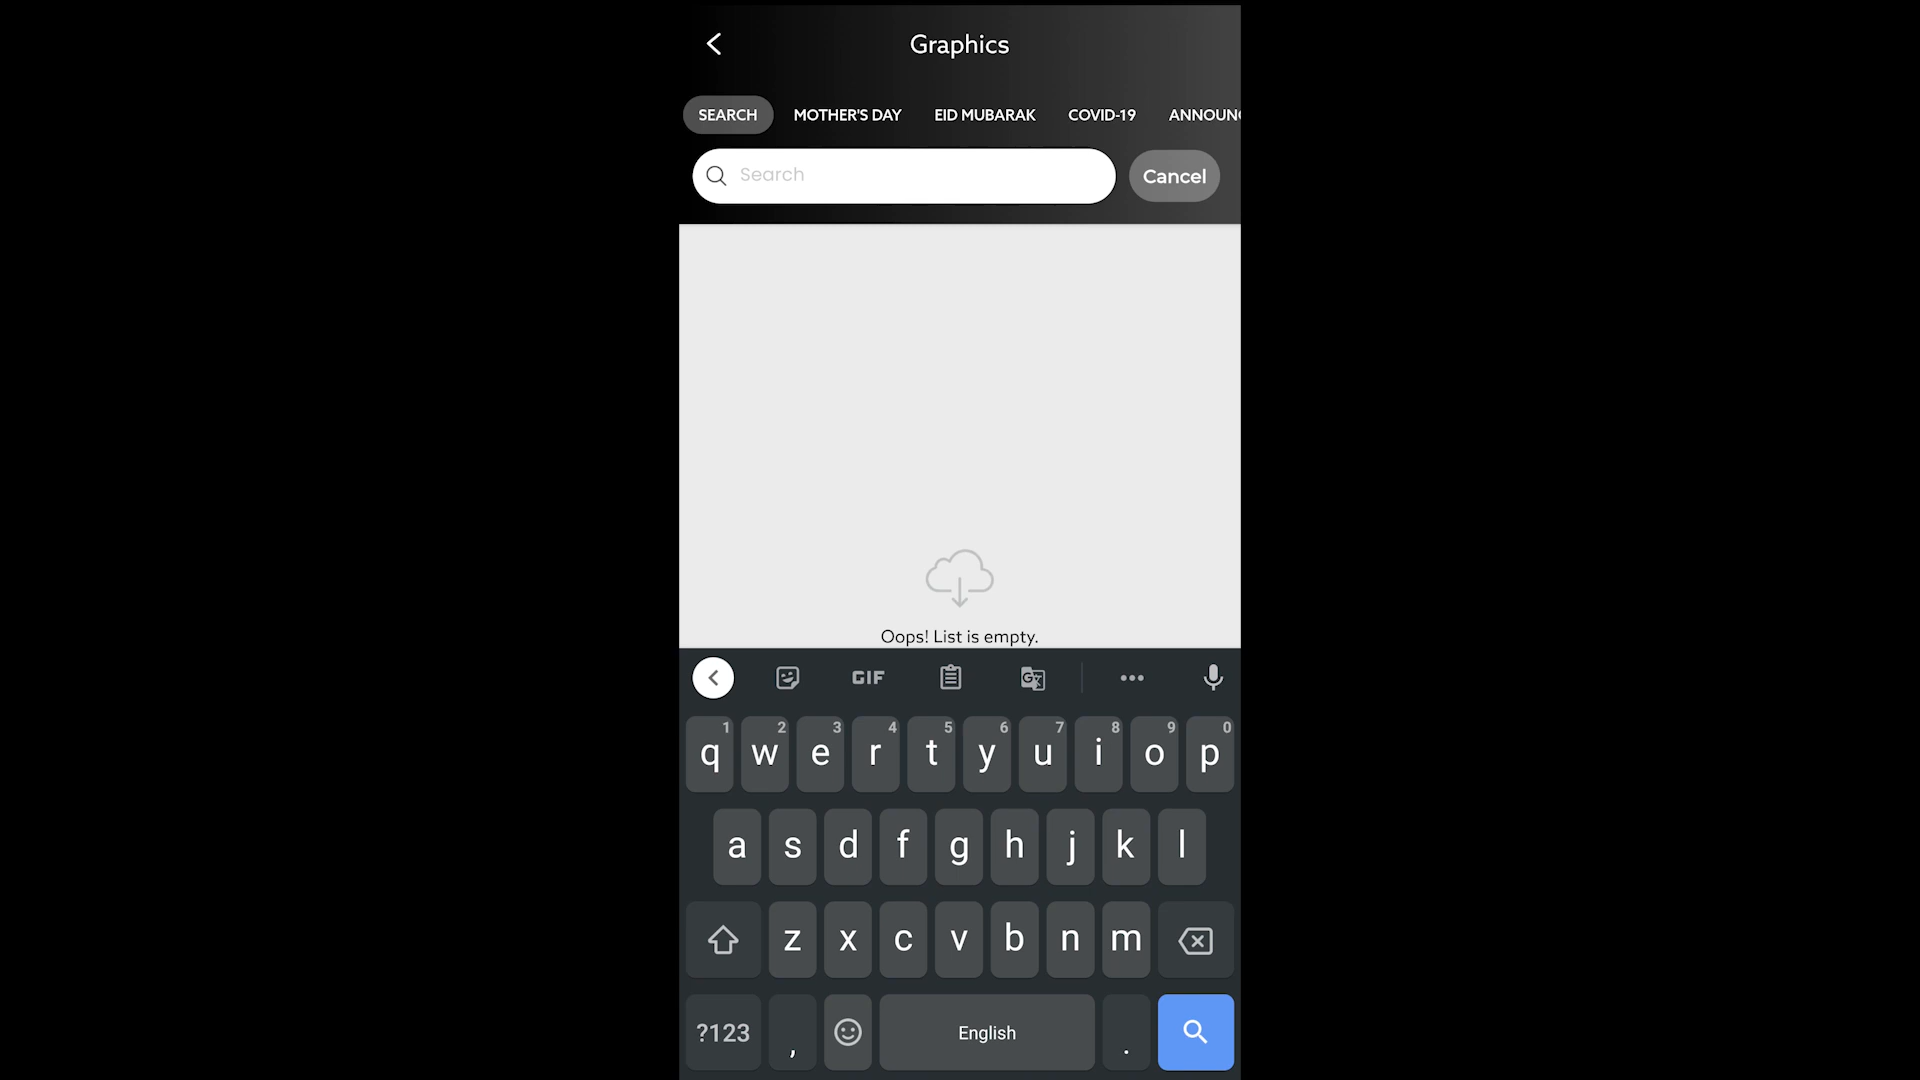 Graphics
SEARCH MOTHER'S DAY EID MUBARAK COVID-19 ANNOUNC
Search Cancel
Oops! List is empty.
GIF
1 2 3 4 5 6 7 8 9 0
q w e r t y u i o p
a s d f g h j k l
z x c v b n m
?123 , English .